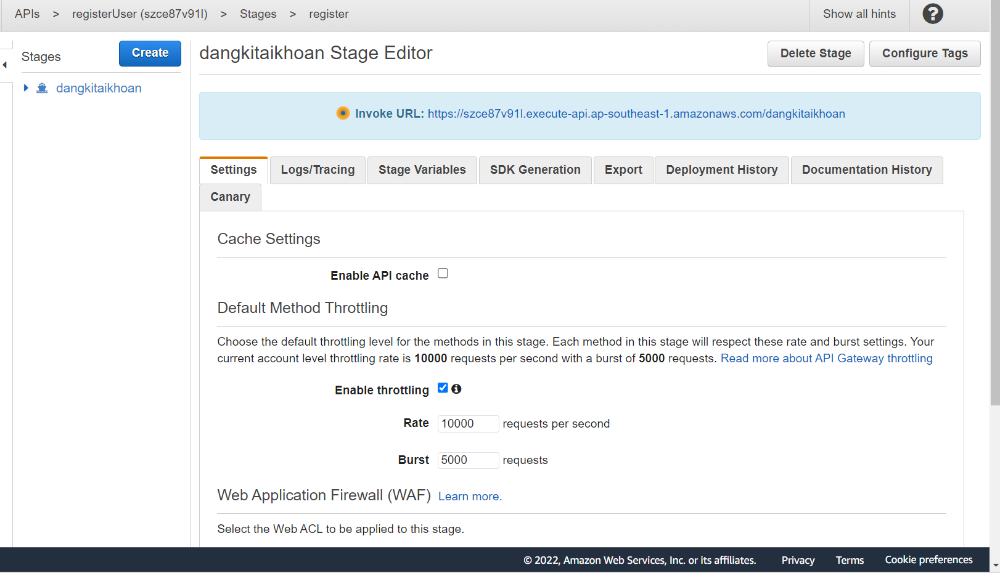 APIs > registerUser (szce87v91l) > Stages > register
Show all hints
?
Stages
Create
dangkitaikhoan
dangkitaikhoan Stage Editor
Delete Stage
Configure Tags
Invoke URL: https://szce87v91l.execute-api.ap-southeast-1.amazonaws.com/dangkitaikhoan
Settings
Logs/Tracing
Stage Variables
SDK Generation
Export
Deployment History
Documentation History
Canary
Cache Settings
Enable API cache
Default Method Throttling
Choose the default throttling level for the methods in this stage. Each method in this stage will respect these rate and burst settings. Your
current account level throttling rate is 10000 requests per second with a burst of 5000 requests. Read more about API Gateway throttling
Enable throttling
Rate 10000 requests per second
Burst 5000 requests
Web Application Firewall (WAF) Learn more.
Select the Web ACL to be applied to this stage.
© 2022, Amazon Web Services, Inc. or its affiliates.
Privacy
Terms
Cookie preferences